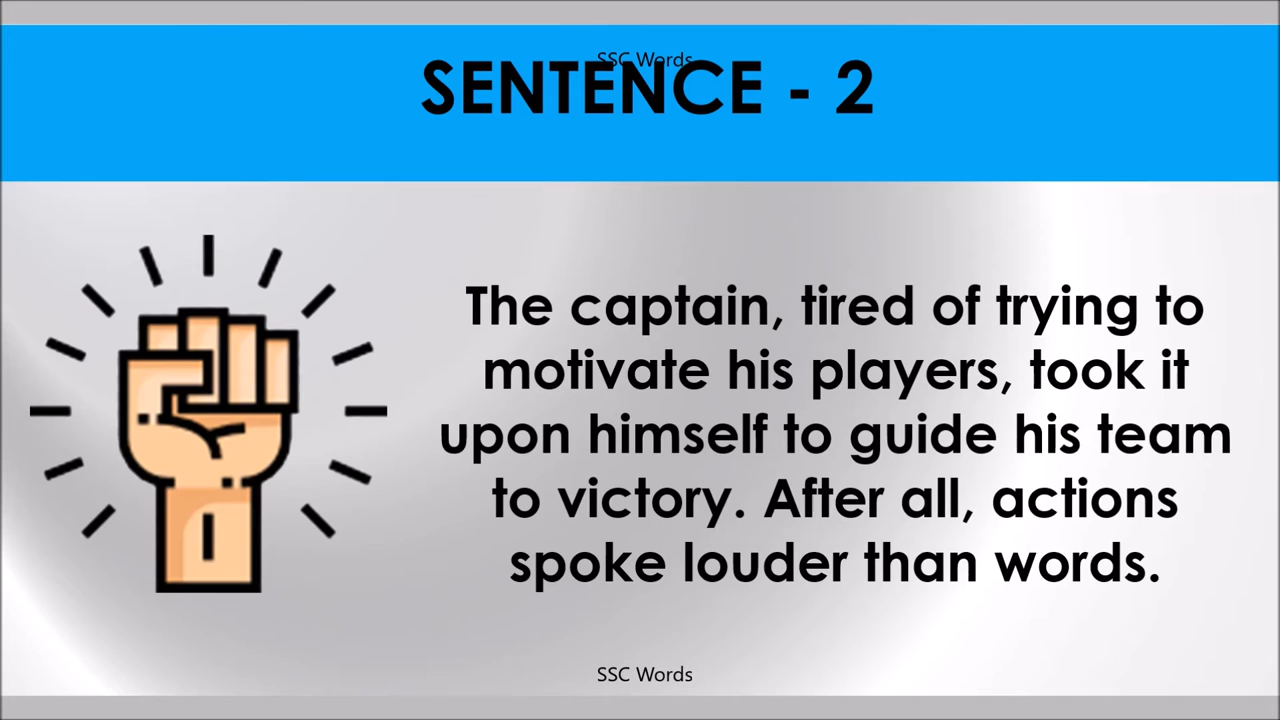 SSC Words
SENTENCE - 2
The captain, tired of trying to
motivate his players, took it
upon himself to guide his team
to victory. After all, actions
spoke louder than words.
SSC Words